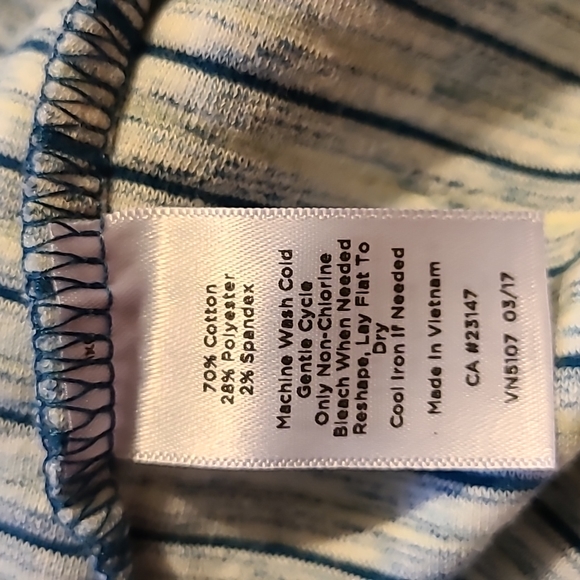 70% Cotton
28% Polyester
2% Spandex
Machine Wash Cold
Gentle Cycle
Only Non-Chlorine
Bleach When Needed
Reshape, Lay Flat To
Dry
Cool Iron If Needed
Made In Vietnam
CA #23147
VN5107 03/17